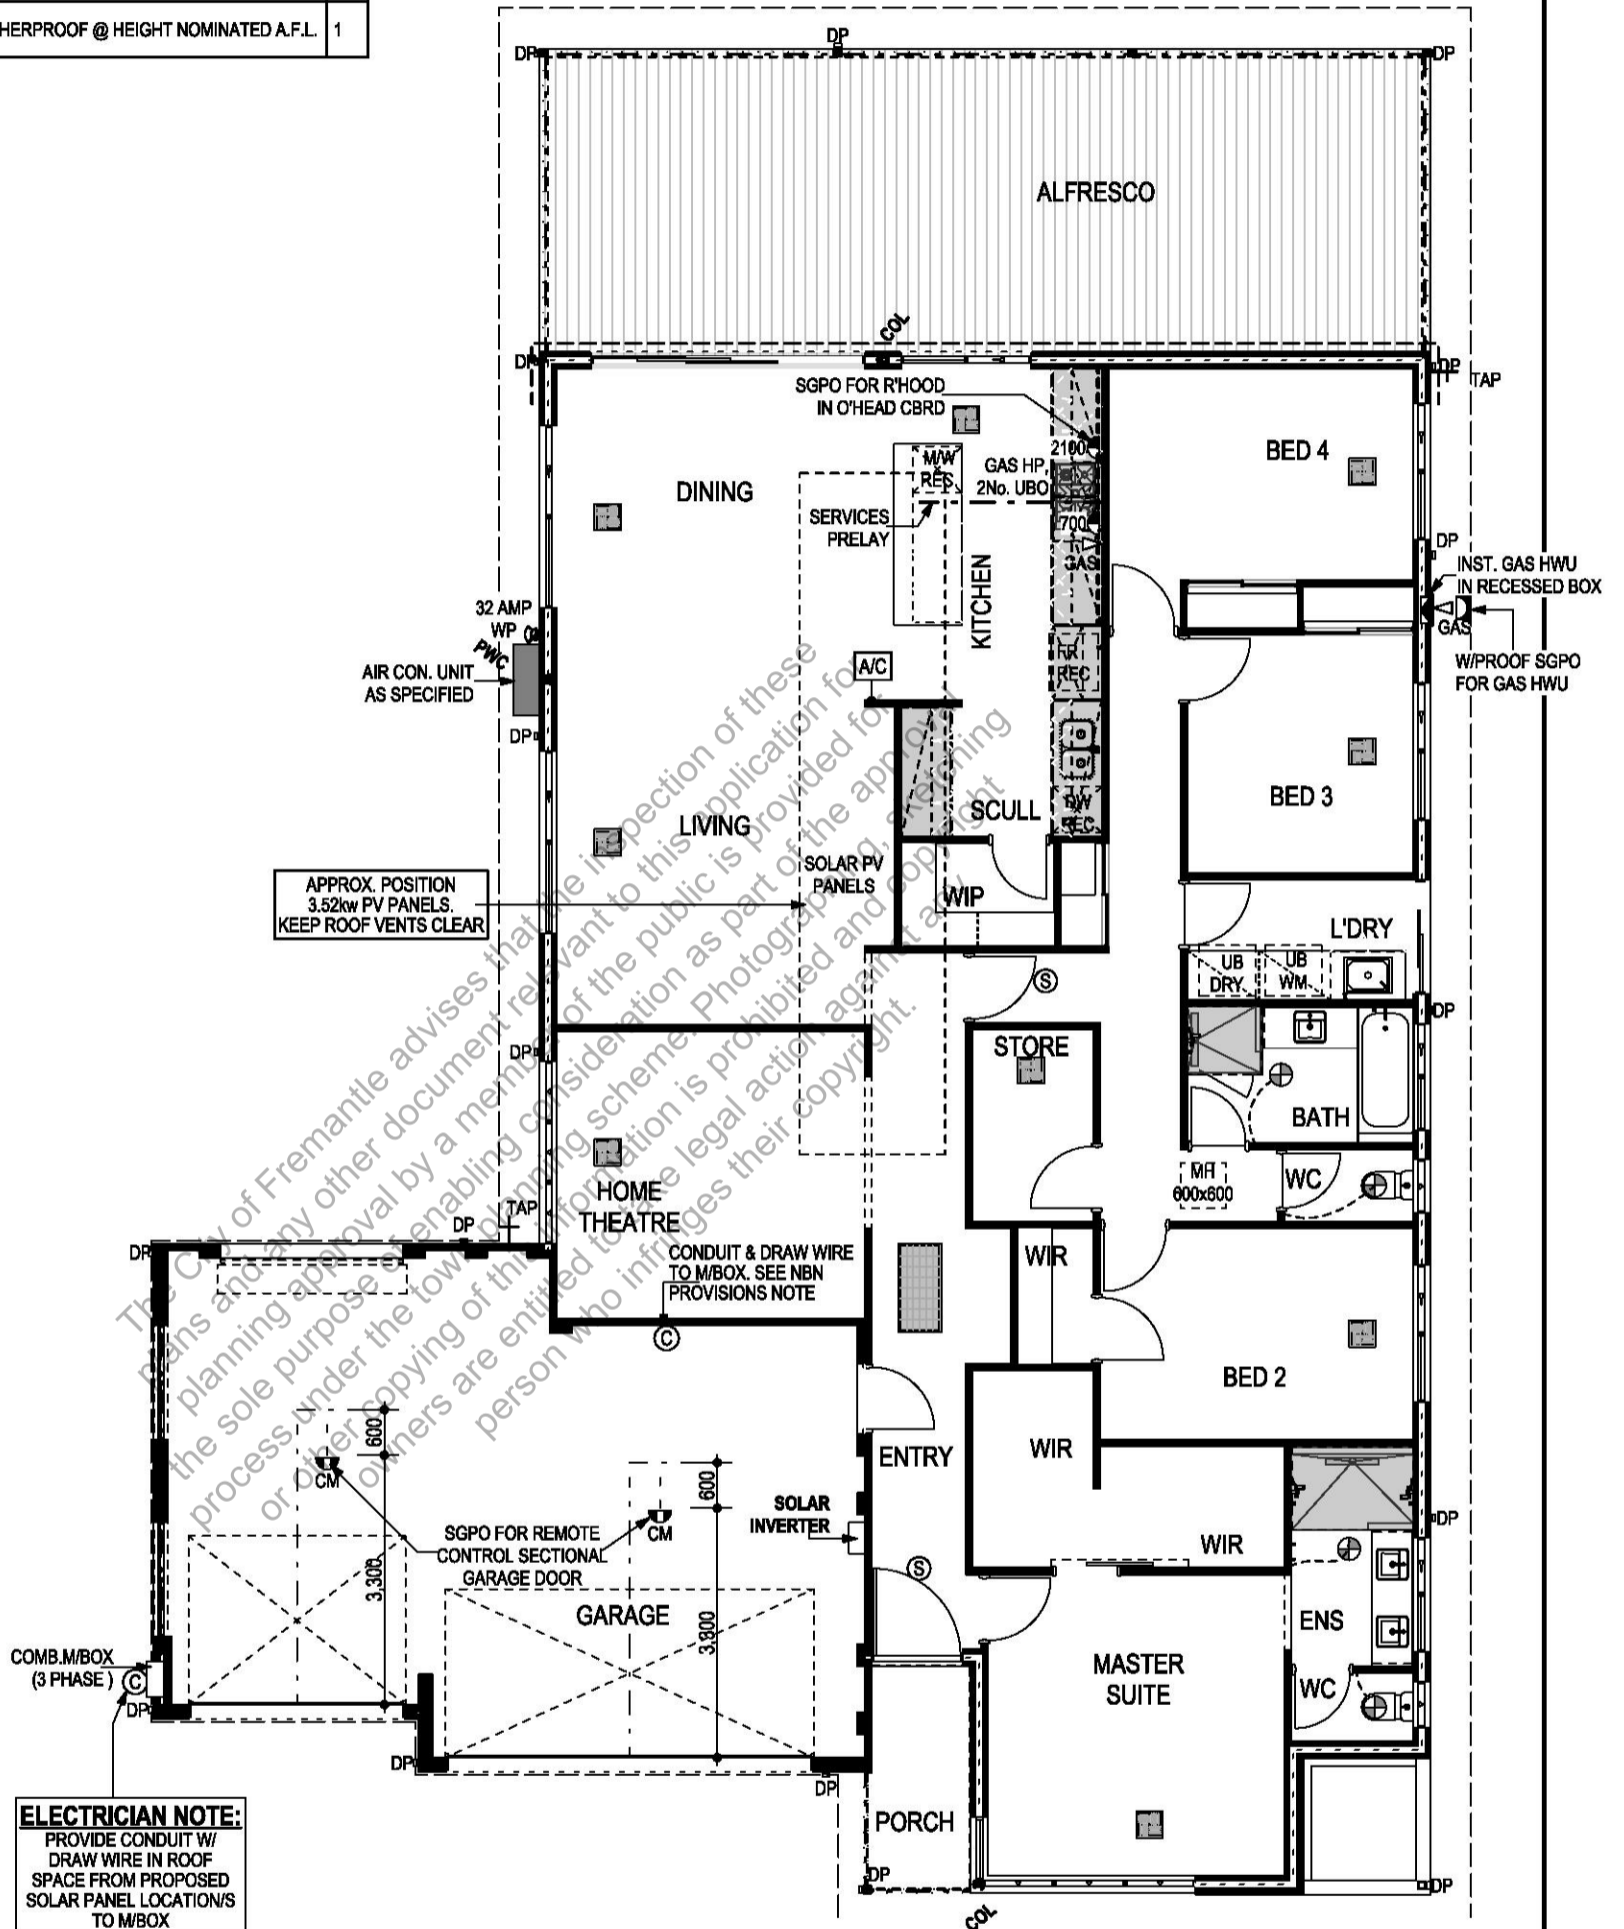 HERPROOF @ HEIGHT NOMINATED A.F.L. 1
DP
DP
DP
ALFRESCO
COL
DP
DP
TAP
SGPO FOR R'HOOD
IN O'HEAD CBRD
2100
BED 4
M/W
RES
GAS HP,
2No. UBO
DINING
SERVICES
PRELAY
700
GAS
KITCHEN
DP
INST. GAS HWU
IN RECESSED BOX
GAS
W/PROOF SGPO
FOR GAS HWU
32 AMP
WP
PWC
AIR CON. UNIT
AS SPECIFIED
A/C
REC
DP
BED 3
SCULL
DW
REC
LIVING
SOLAR PV
PANELS
APPROX. POSITION
3.52kw PV PANELS.
KEEP ROOF VENTS CLEAR
WIP
L'DRY
UB
DRY
UB
WM
S
DP
DP
STORE
BATH
MH
600x600
WC
HOME
THEATRE
TAP
DP
DP
CONDUIT & DRAW WIRE
TO M/BOX. SEE NBN
PROVISIONS NOTE
C
WIR
BED 2
ENTRY
WIR
WIR
600
CM
600
CM
SOLAR
INVERTER
DP
SGPO FOR REMOTE
CONTROL SECTIONAL
GARAGE DOOR
S
3,300
3,300
GARAGE
ENS
COMB.M/BOX
(3 PHASE )
C
DP
MASTER
SUITE
WC
DP
DP
PORCH
DP
DP
COL
ELECTRICIAN NOTE:
PROVIDE CONDUIT W/
DRAW WIRE IN ROOF
SPACE FROM PROPOSED
SOLAR PANEL LOCATION/S
TO M/BOX
The City of Fremantle advises that the inspection of these
plans and any other document relevant to this application for
planning approval by a member of the public is provided for
the sole purpose of enabling consideration as part of the approval
process under the town planning scheme. Photographing, sketching
or other copying of this information is prohibited and copyright
owners are entitled to take legal action against any
person who infringes their copyright.